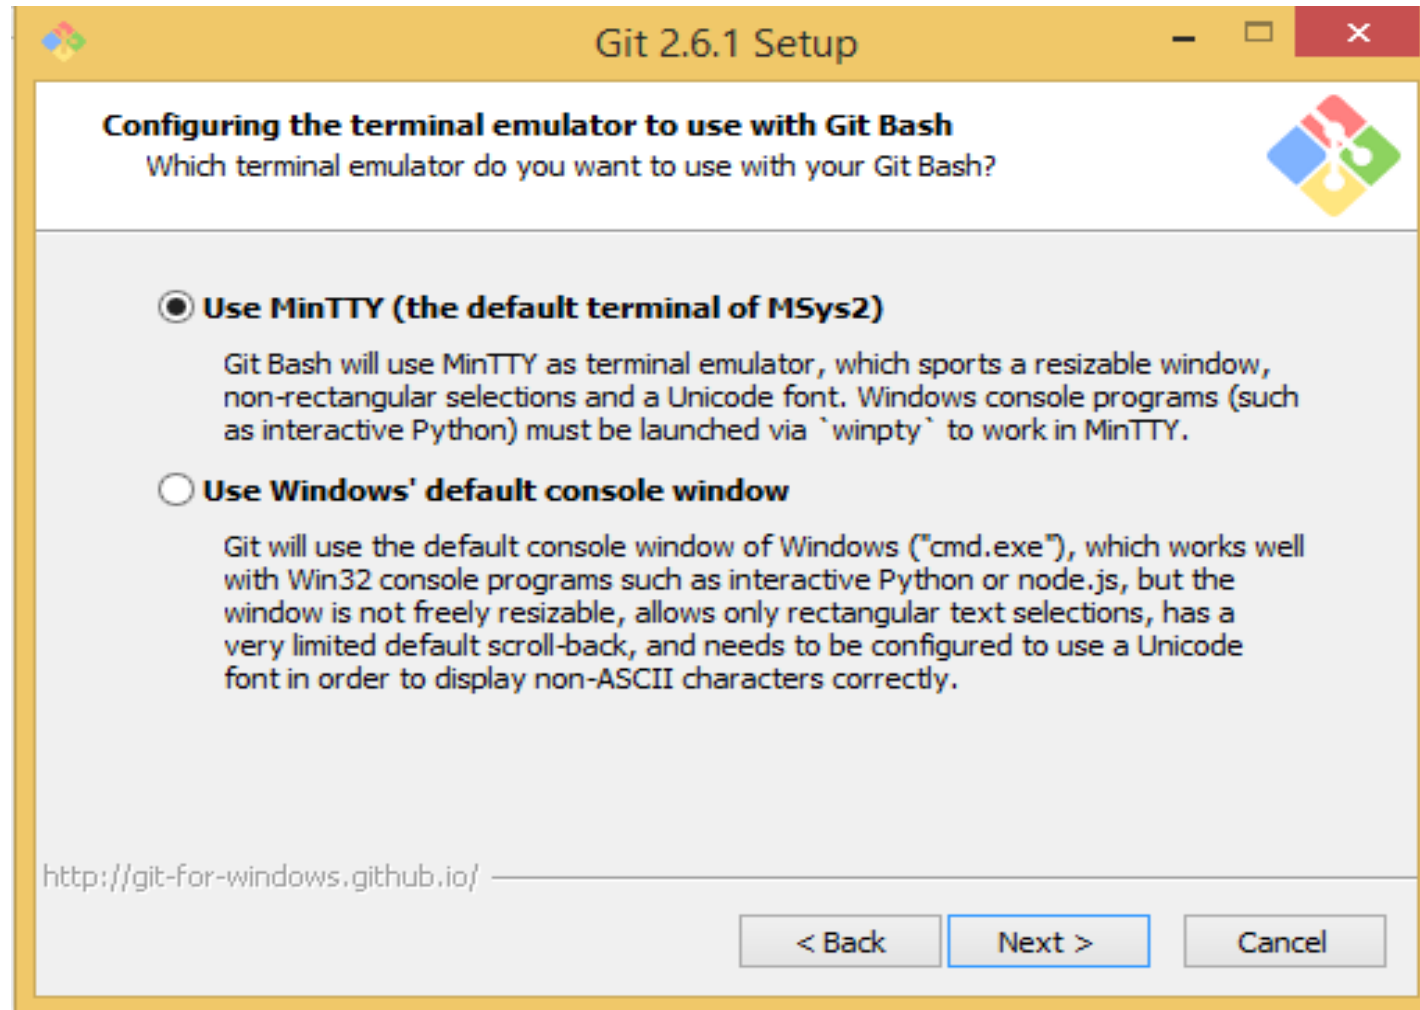 Git 2.6.1 Setup
Configuring the terminal emulator to use with Git Bash
Which terminal emulator do you want to use with your Git Bash?
Use MinTTY (the default terminal of MSys2)
Git Bash will use MinTTY as terminal emulator, which sports a resizable window,
non-rectangular selections and a Unicode font. Windows console programs (such
as interactive Python) must be launched via `winpty` to work in MinTTY.
Use Windows' default console window
Git will use the default console window of Windows ("cmd.exe"), which works well
with Win32 console programs such as interactive Python or node.js, but the
window is not freely resizable, allows only rectangular text selections, has a
very limited default scroll-back, and needs to be configured to use a Unicode
font in order to display non-ASCII characters correctly.
http://git-for-windows.github.io/
< Back
Next >
Cancel